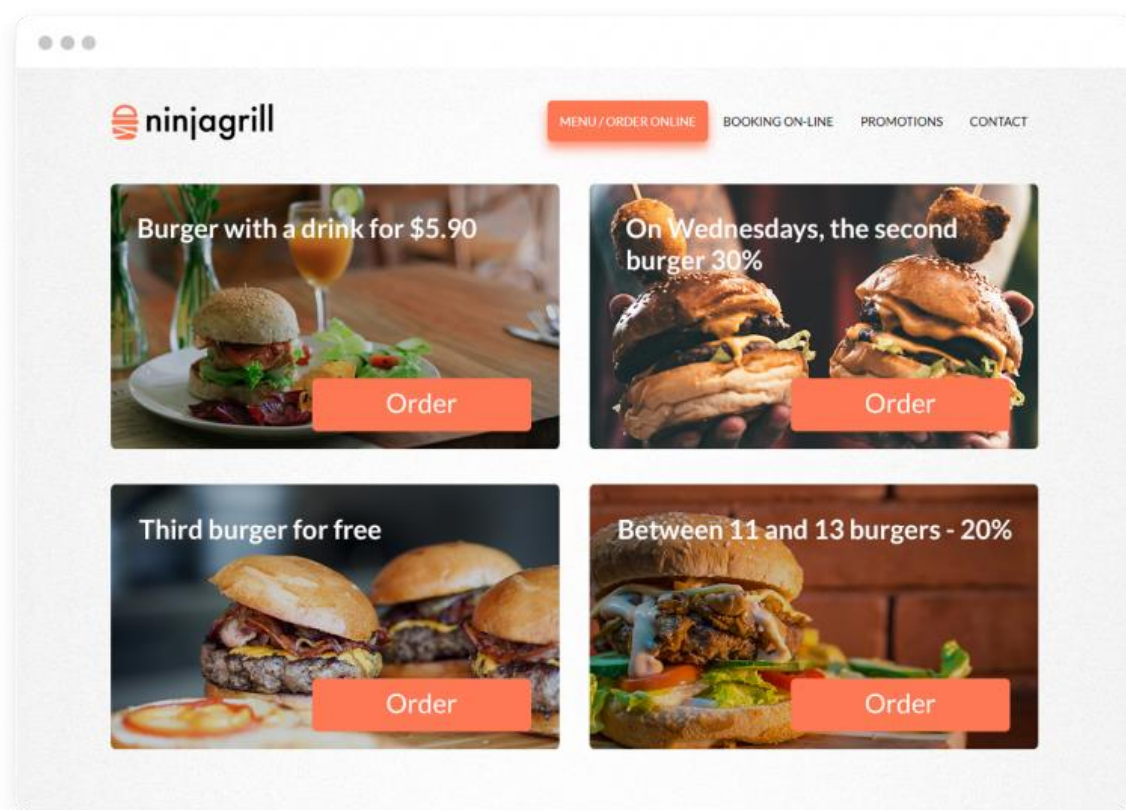 ninjagrill
MENU / ORDER ONLINE BOOKING ON-LINE PROMOTIONS CONTACT
Burger with a drink for $5.90
Order
On Wednesdays, the second
burger 30%
Order
Third burger for free
Order
Between 11 and 13 burgers - 20%
Order